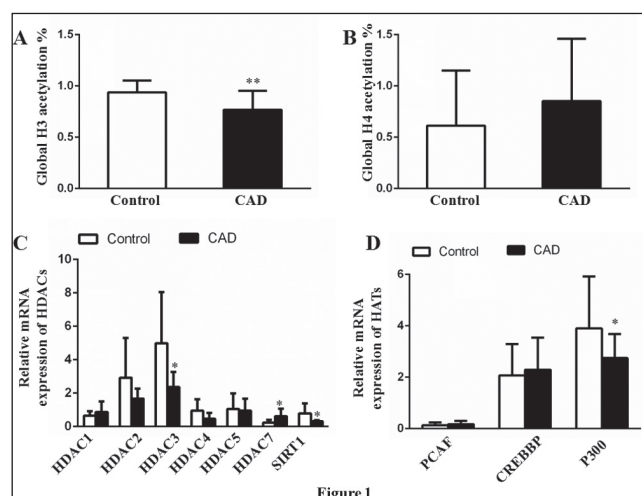 A
Global H3 acetylation %
1.5
1.0
0.5
0.0
**
Control
CAD
B
Global H4 acetylation %
1.5
1.0
0.5
0.0
Control
CAD
C
Control
CAD
Relative mRNA
expression of HDACs
10
8
6
4
2
0
*
*
*
HDAC1
HDAC2
HDAC3
HDAC4
HDAC5
HDAC7
SIRT1
D
Control
CAD
Relative mRNA
expression of HATs
6
4
2
0
*
PCAF
CREBBP
P300
Figure 1